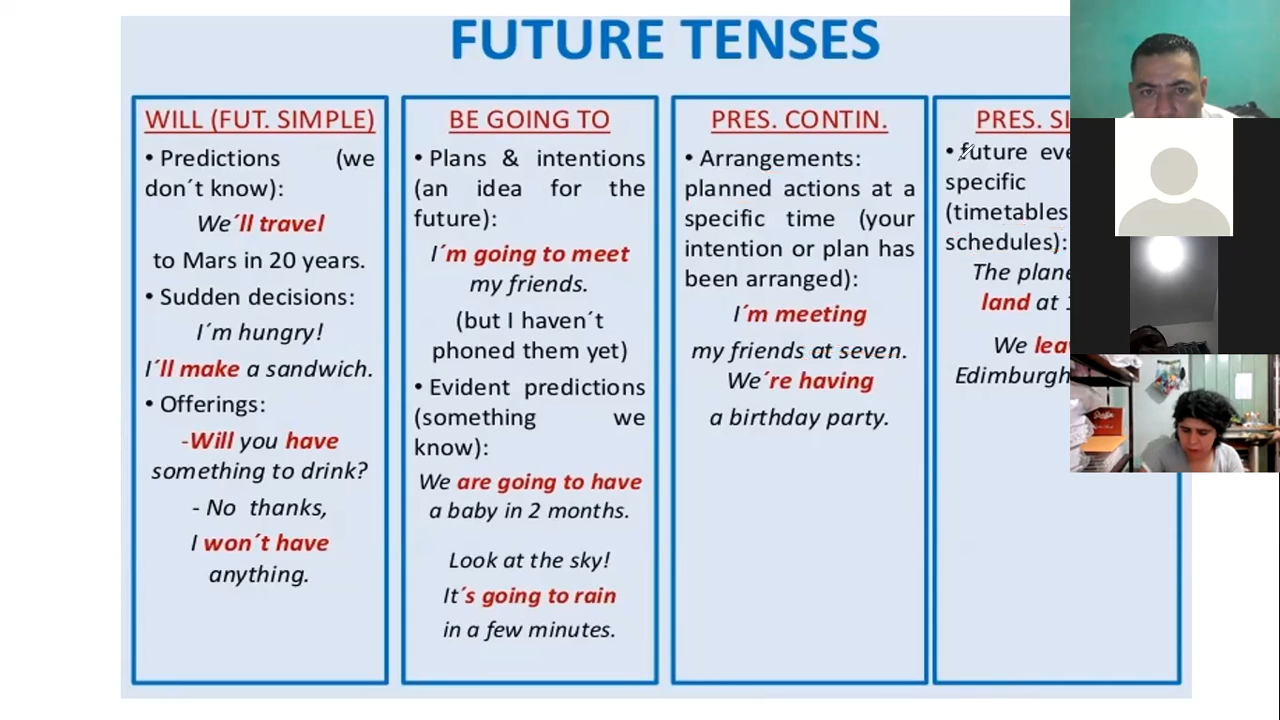 FUTURE TENSES
WILL (FUT. SIMPLE)
• Predictions (we
don´t know):
We´ll travel
to Mars in 20 years.
• Sudden decisions:
I´m hungry!
I´ll make a sandwich.
• Offerings:
-Will you have
something to drink?
- No thanks,
I won´t have
anything.
BE GOING TO
• Plans & intentions
(an idea for the
future):
I´m going to meet
my friends.
(but I haven´t
phoned them yet)
• Evident predictions
(something we
know):
We are going to have
a baby in 2 months.
Look at the sky!
It´s going to rain
in a few minutes.
PRES. CONTIN.
• Arrangements:
planned actions at a
specific time (your
intention or plan has
been arranged):
I´m meeting
my friends at seven.
We´re having
a birthday party.
PRES.
• future
specific
(timetables
schedules):
The plane
land at
We
Edimburgh